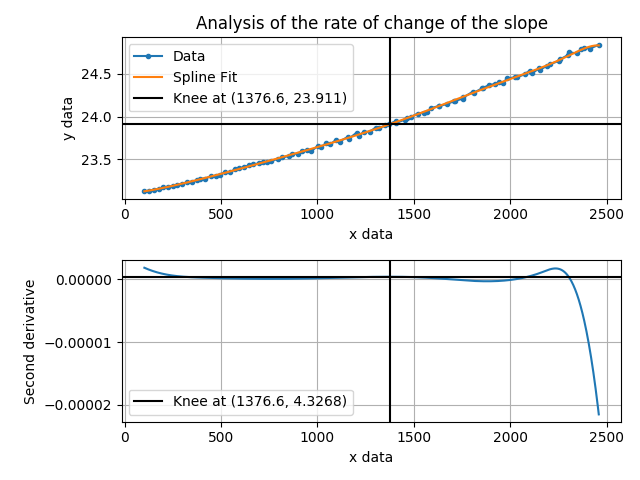 Analysis of the rate of change of the slope
Data
Spline Fit
Knee at (1376.6, 23.911)
24.5
24.0
23.5
y data
0
500
1000
1500
2000
2500
x data
0.00000
−0.00001
−0.00002
Second derivative
Knee at (1376.6, 4.3268)
0
500
1000
1500
2000
2500
x data